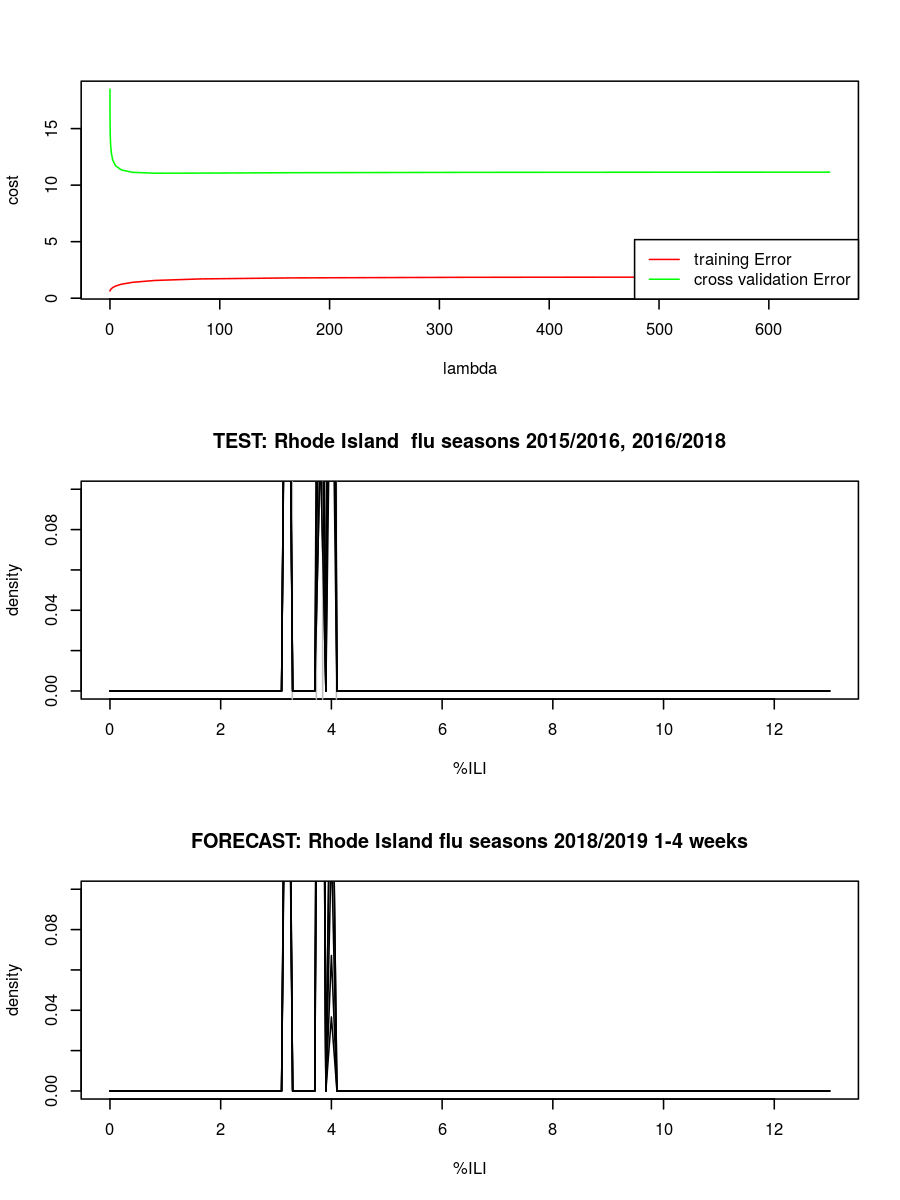 15
10
5
0
cost
training Error
cross validation Error
0 100 200 300 400 500 600
lambda
TEST: Rhode Island  flu seasons 2015/2016, 2016/2018
0.08
0.04
0.00
density
0 2 4 6 8 10 12
%ILI
FORECAST: Rhode Island flu seasons 2018/2019 1-4 weeks
0.08
0.04
0.00
density
0 2 4 6 8 10 12
%ILI